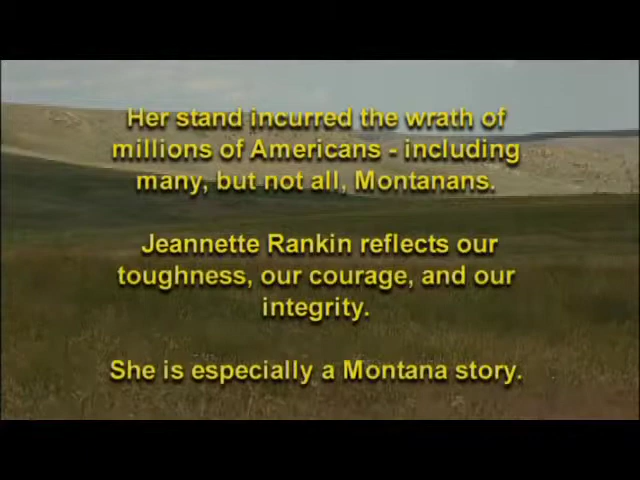 Her stand incurred the wrath of
millions of Americans - including
many, but not all, Montanans.
Jeannette Rankin reflects our
toughness, our courage, and our
integrity.
She is especially a Montana story.